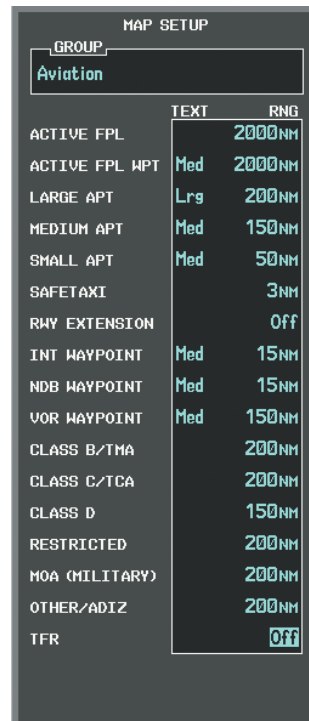 MAP SETUP
GROUP
Aviation
TEXT RNG
ACTIVE FPL 2000NM
ACTIVE FPL WPT Med 2000NM
LARGE APT Lrg 200NM
MEDIUM APT Med 150NM
SMALL APT Med 50NM
SAFETAXI 3NM
RWY EXTENSION Off
INT WAYPOINT Med 15NM
NDB WAYPOINT Med 15NM
VOR WAYPOINT Med 150NM
CLASS B/TMA 200NM
CLASS C/TCA 200NM
CLASS D 150NM
RESTRICTED 200NM
MOA (MILITARY) 200NM
OTHER/ADIZ 200NM
TFR Off